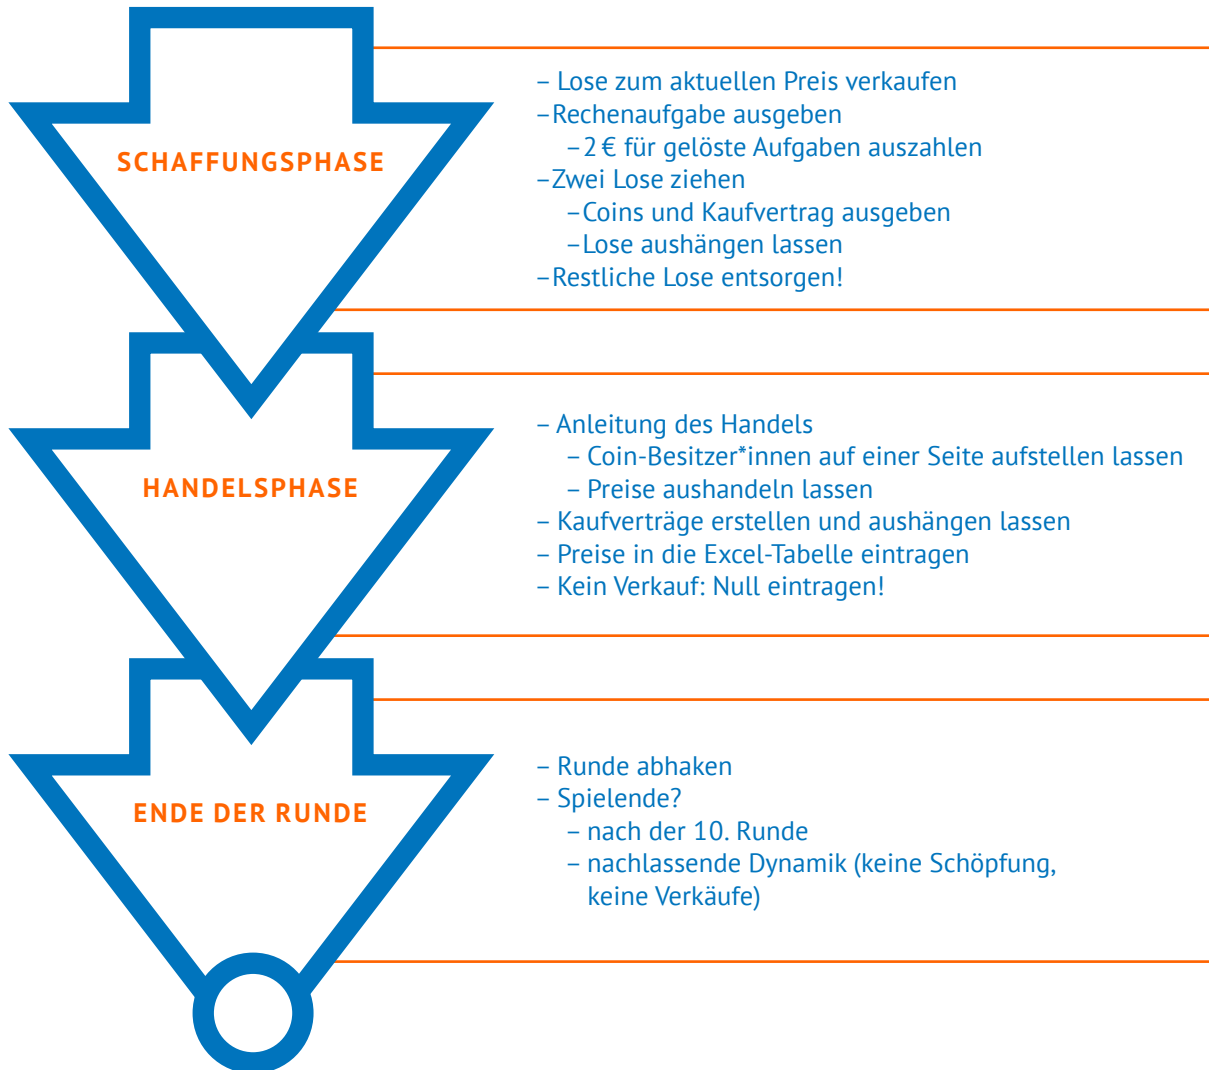 SCHAFFUNGSPHASE
– Lose zum aktuellen Preis verkaufen
–Rechenaufgabe ausgeben
–2 € für gelöste Aufgaben auszahlen
–Zwei Lose ziehen
–Coins und Kaufvertrag ausgeben
–Lose aushängen lassen
–Restliche Lose entsorgen!
HANDELSPHASE
– Anleitung des Handels
– Coin-Besitzer*innen auf einer Seite aufstellen lassen
– Preise aushandeln lassen
– Kaufverträge erstellen und aushängen lassen
– Preise in die Excel-Tabelle eintragen
– Kein Verkauf: Null eintragen!
ENDE DER RUNDE
– Runde abhaken
– Spielende?
– nach der 10. Runde
– nachlassende Dynamik (keine Schöpfung,
keine Verkäufe)